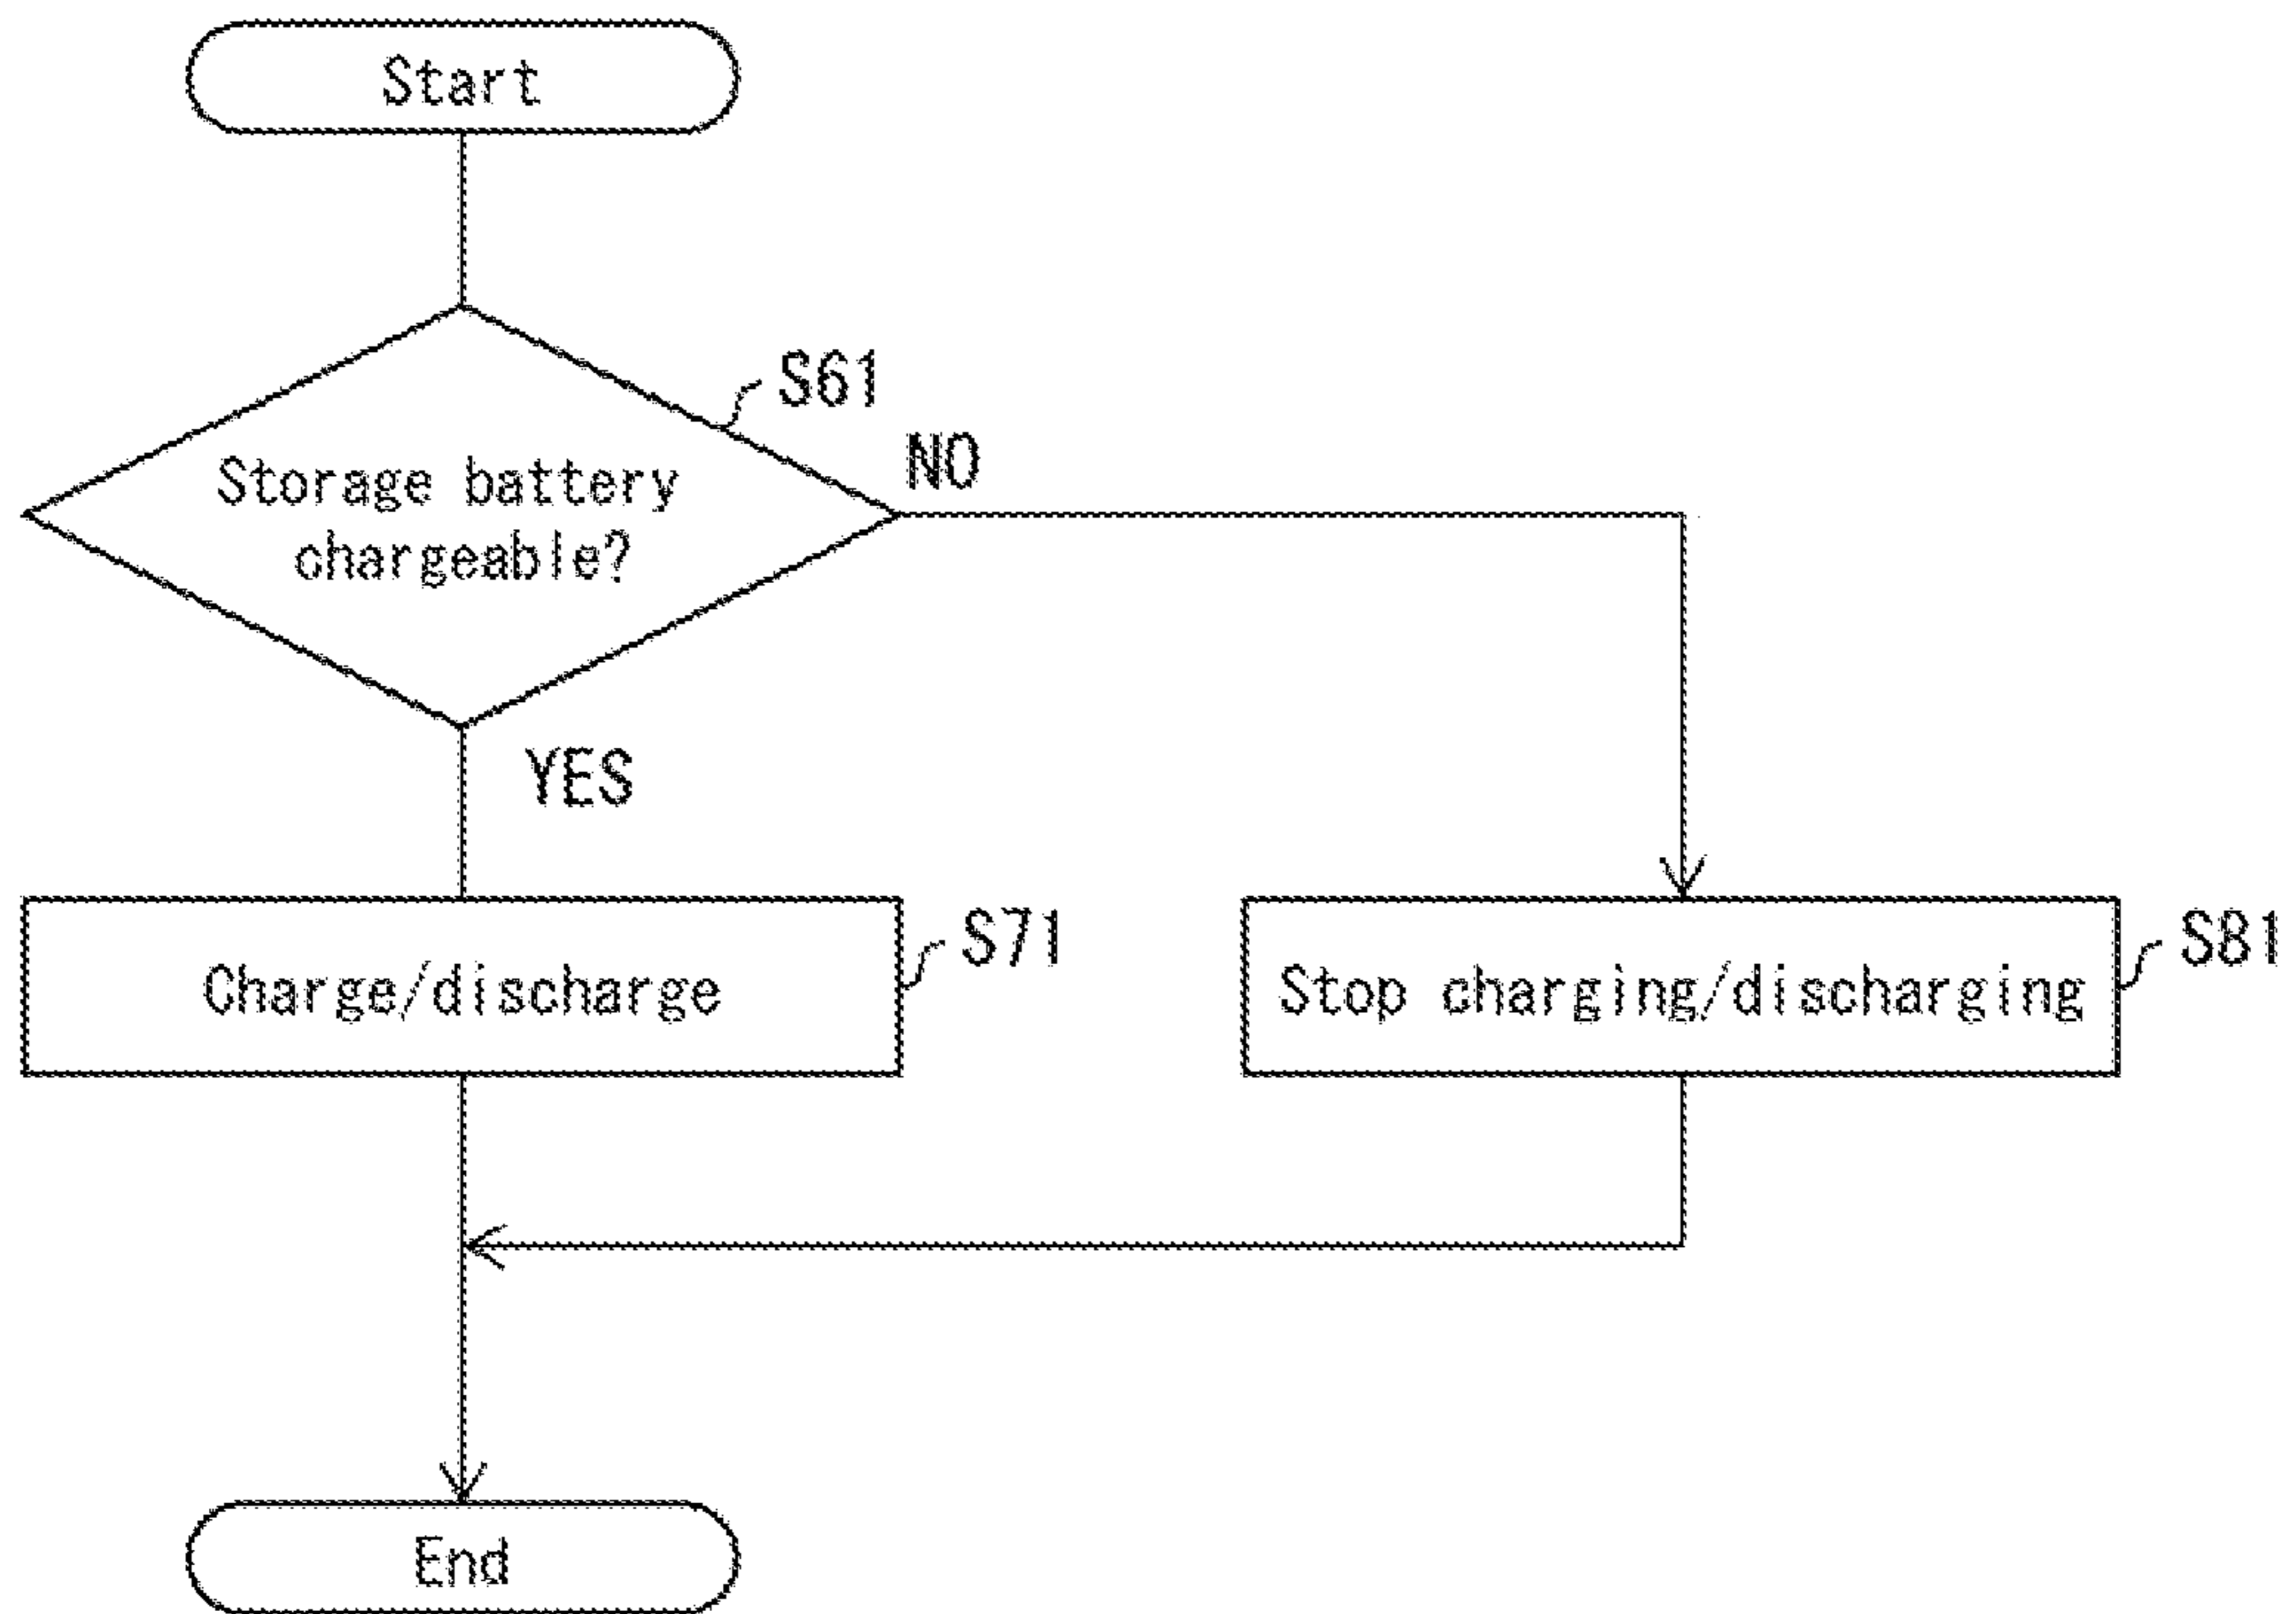 Start
S61
NO
Storage battery
chargeable?
YES
S71
Charge/discharge
S81
Stop charging/discharging
End